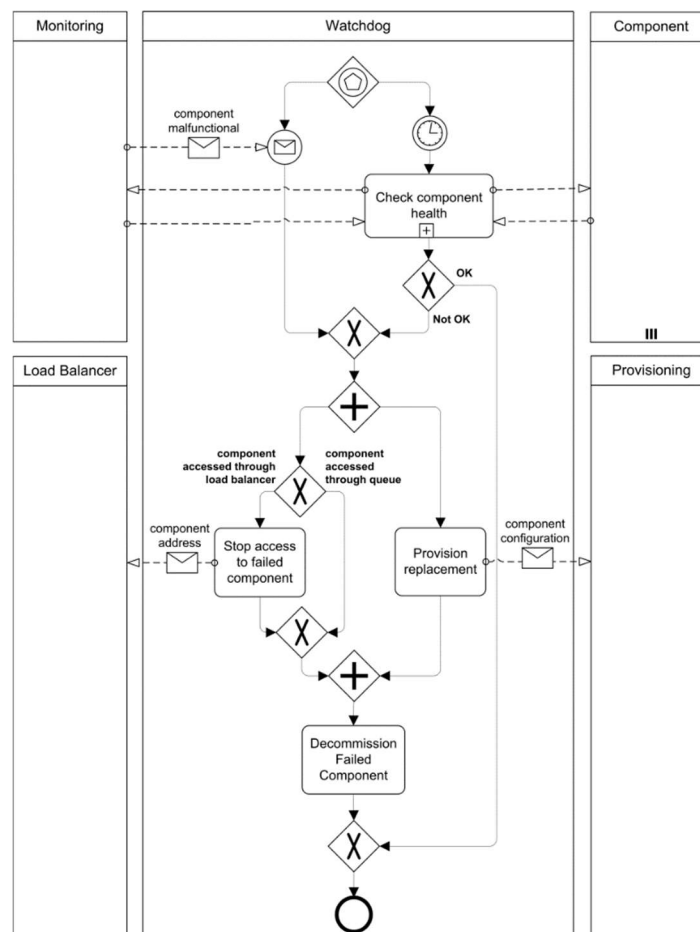 Monitoring
Watchdog
Component
component
malfunctional
Check component
health
OK
Not OK
Load Balancer
Provisioning
component
accessed through
load balancer
component
accessed
through queue
component
address
Stop access
to failed
component
Provision
replacement
component
configuration
Decommission
Failed
Component